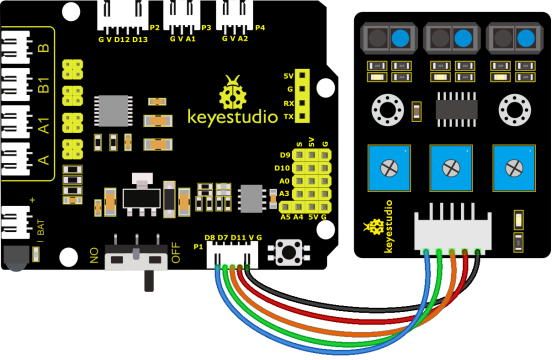 P2
P3
P4
G V D12 D13
G V A1
G V A2
B
B1
A1
A
5V
G
RX
TX
keyestudio
S
5V
G
D9
D10
A0
A3
A5 A4 5V G
+
BAT
-
NO
OFF
P1
D8 D7 D11 V G
keyestudio